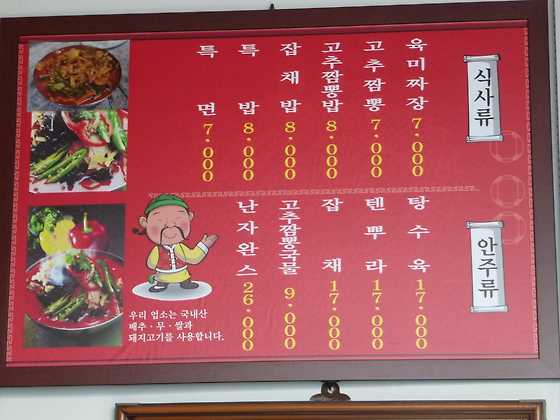 식사류
육미짜장 7.000
고추짬뽕 7.000
고추짬뽕밥 8.000
잡채밥 8.000
특밥 8.000
특면 7.000
안주류
탕수육 17.000
텐뿌라 17.000
잡채 17.000
고추짬뽕국물 9.000
난자완스 26.000
우리 업소는 국내산
배추·무·쌀과
돼지고기를 사용합니다.